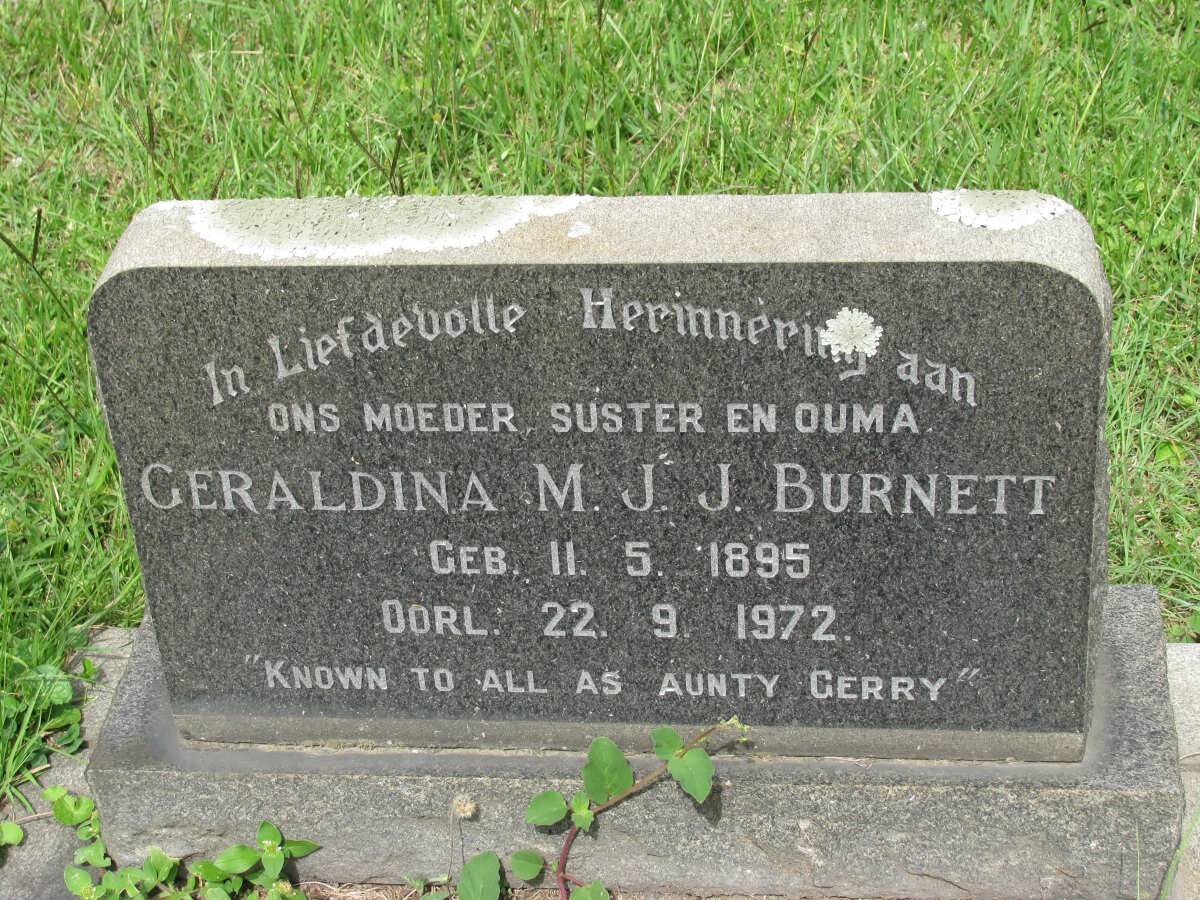 In Liefdevolle Herinnering aan
ONS MOEDER, SUSTER EN OUMA.
GERALDINA M. J. J. BURNETT
GEB. 11. 5. 1895
OORL. 22. 9. 1972.
"KNOWN TO ALL AS AUNTY GERRY"